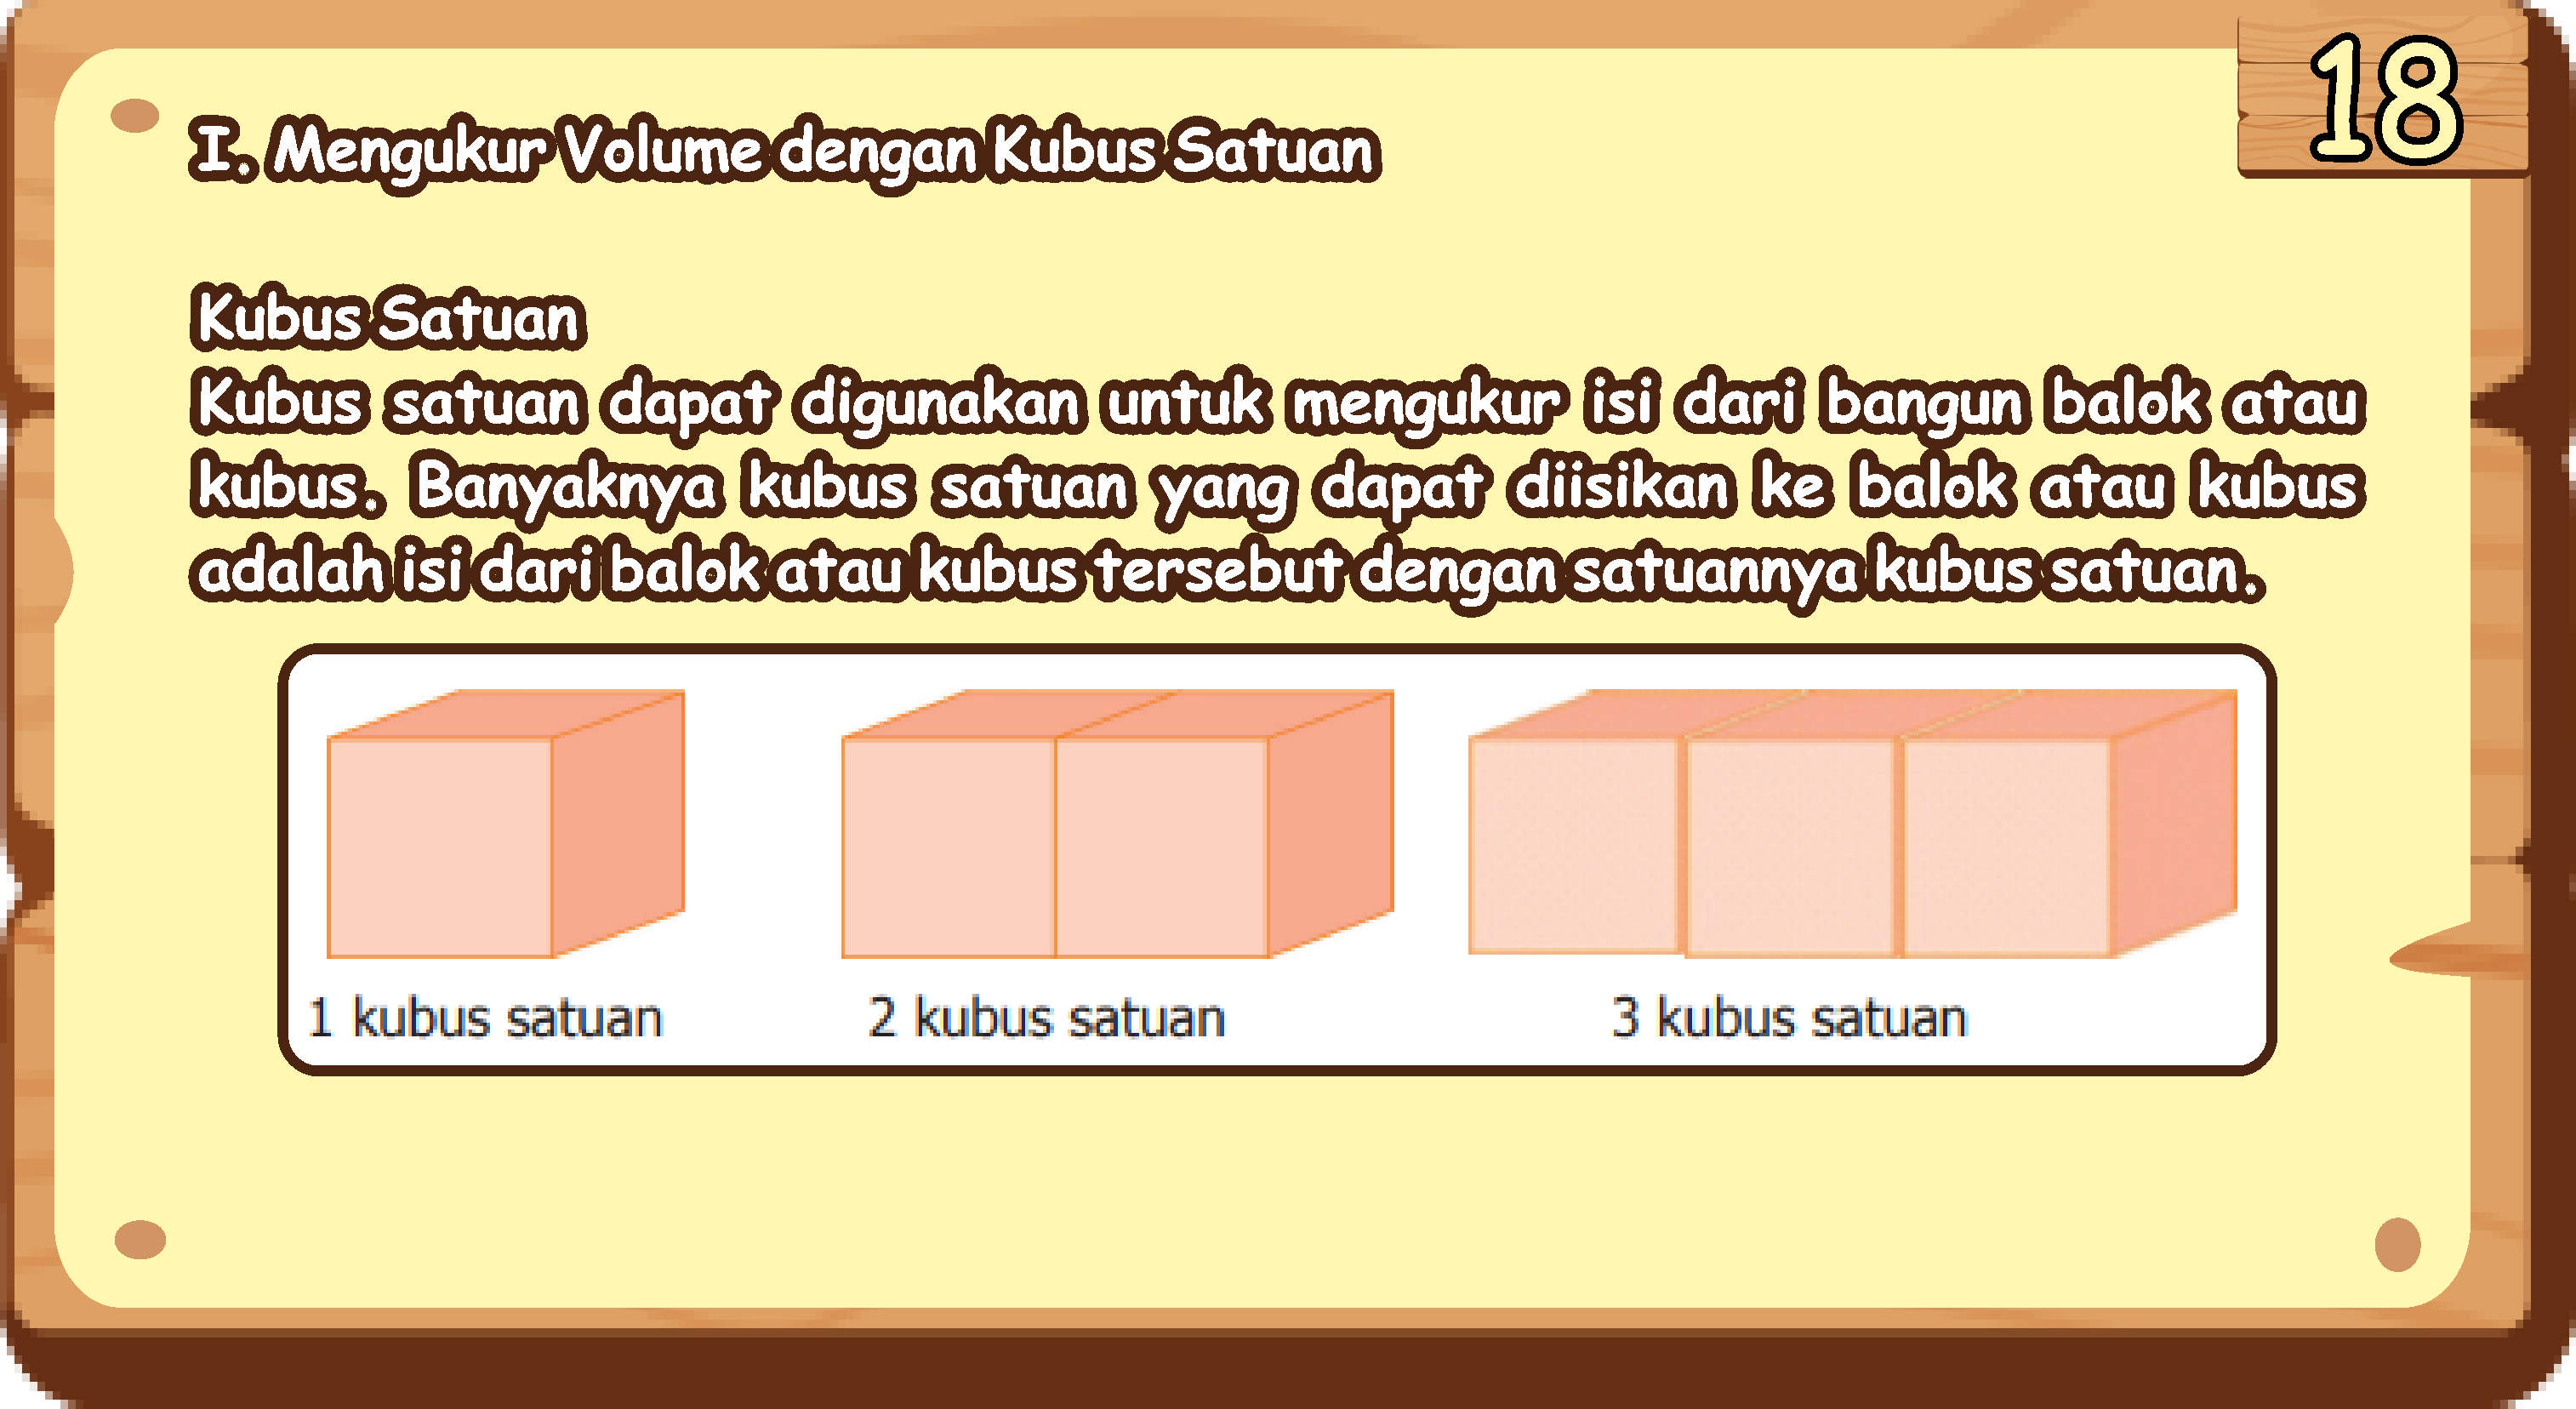 18
I. Mengukur Volume dengan Kubus Satuan
Kubus Satuan
Kubus satuan dapat digunakan untuk mengukur isi dari bangun balok atau
kubus. Banyaknya kubus satuan yang dapat diisikan ke balok atau kubus
adalah isi dari balok atau kubus tersebut dengan satuannya kubus satuan.
1 kubus satuan
2 kubus satuan
3 kubus satuan